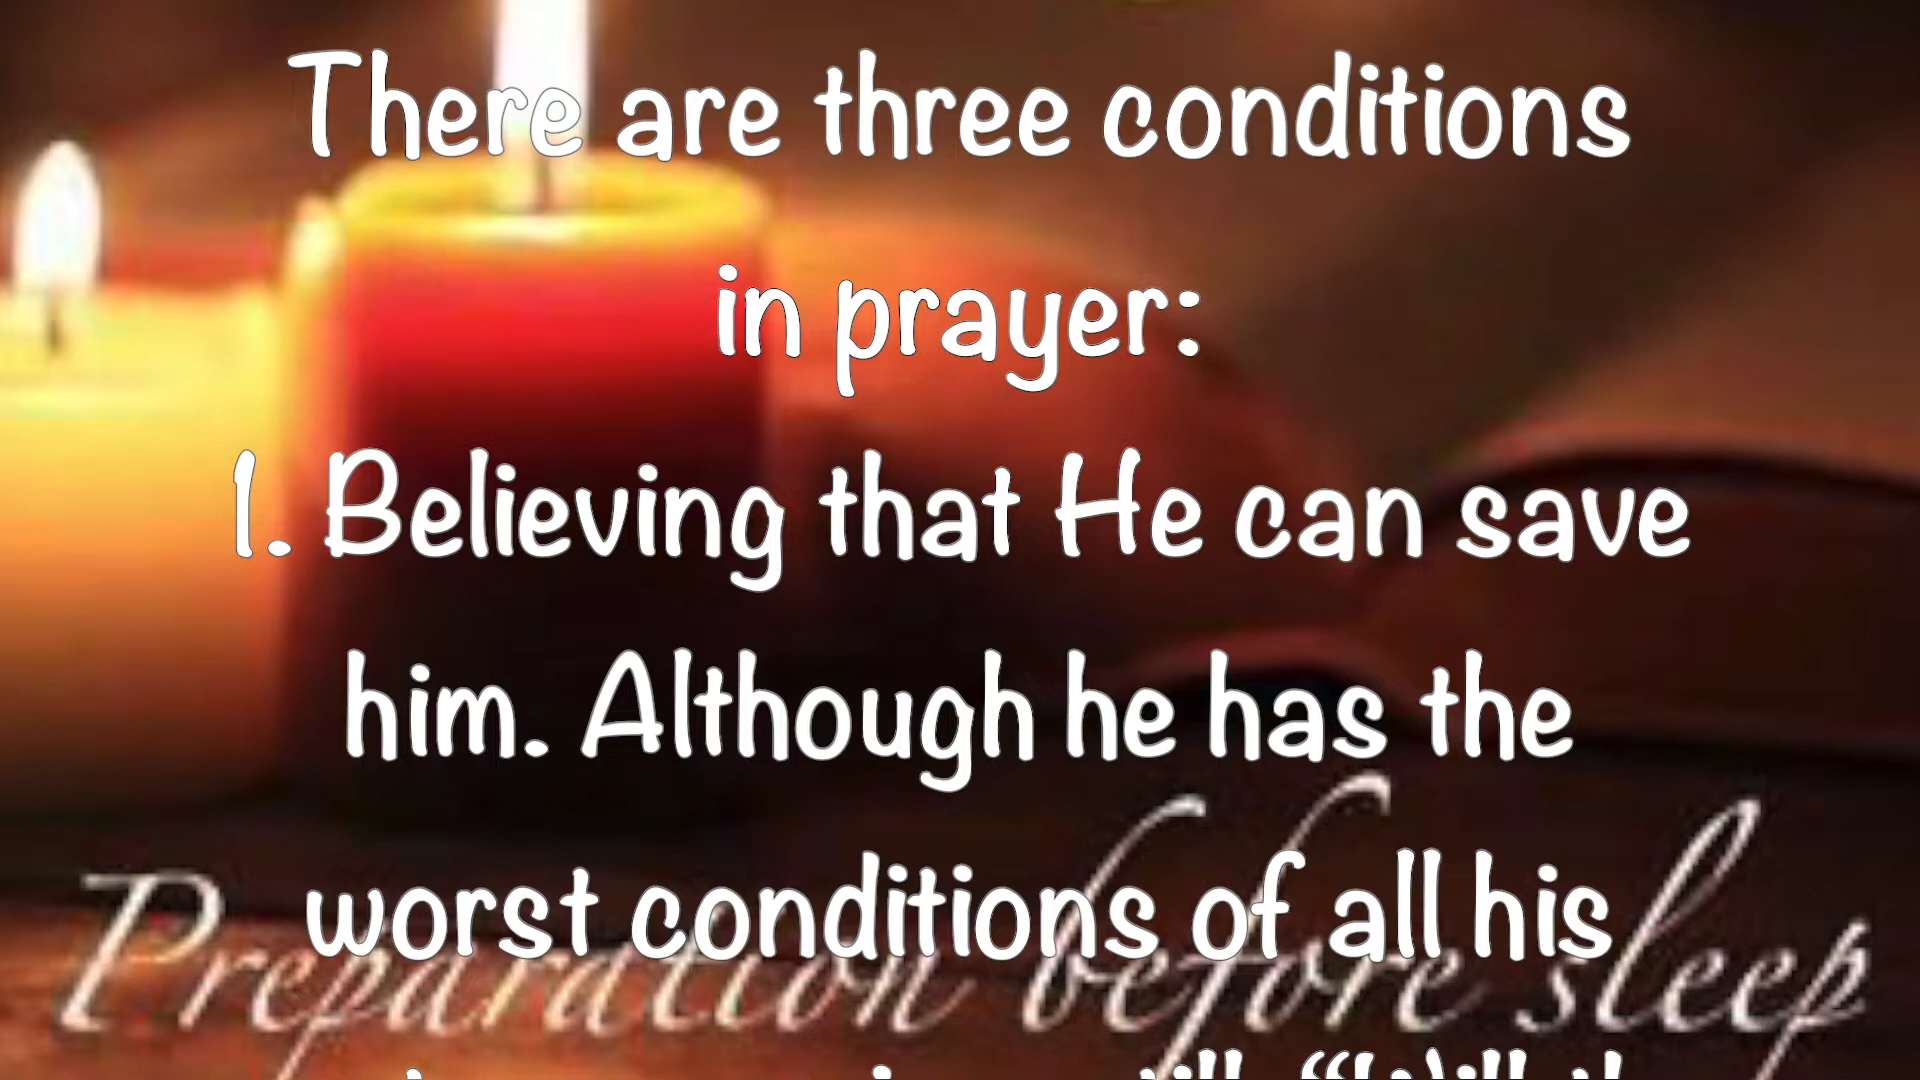 There are three conditions
in prayer:
1. Believing that He can save
him. Although he has the
worst conditions of all his
Preparation before sleep